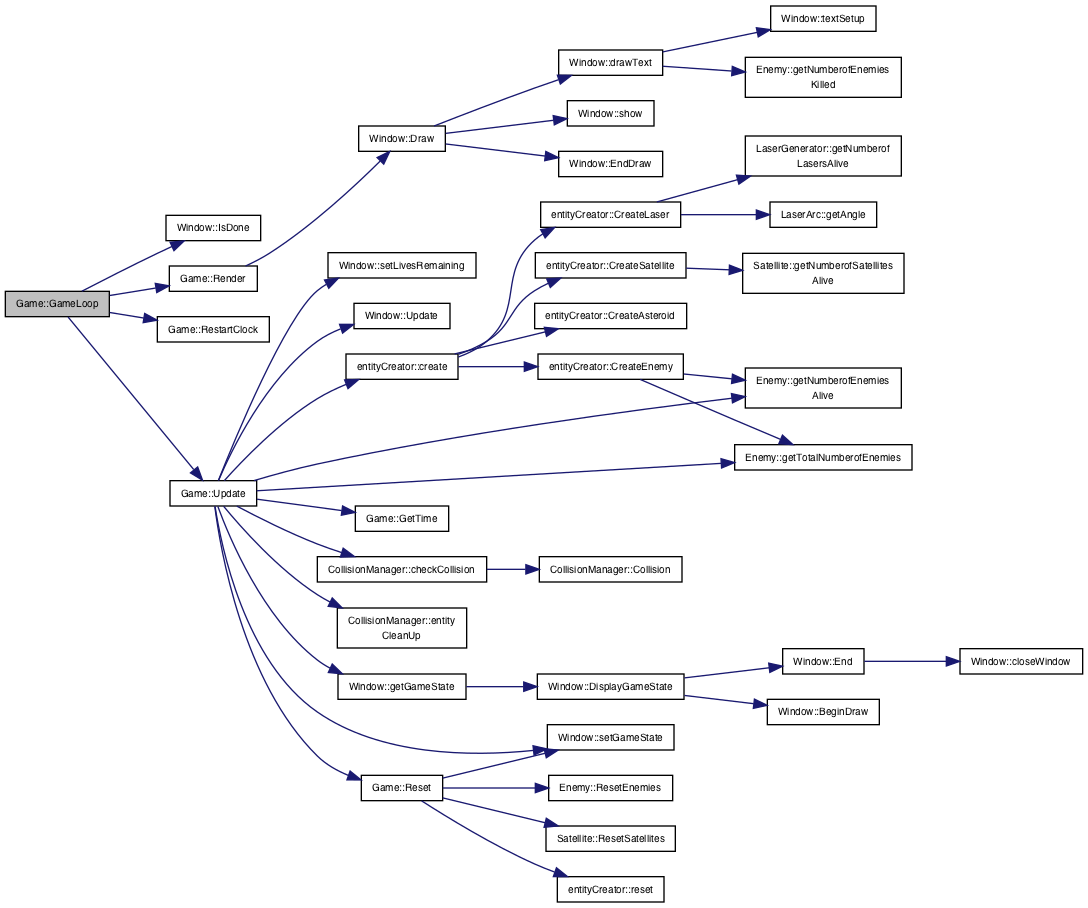 Window::textSetup
Window::drawText
Enemy::getNumberofEnemies
Killed
Window::show
Window::Draw
Window::EndDraw
LaserGenerator::getNumberof
LasersAlive
entityCreator::CreateLaser
LaserArc::getAngle
Window::IsDone
Window::setLivesRemaining
entityCreator::CreateSatellite
Satellite::getNumberofSatellites
Alive
Game::Render
Game::GameLoop
Window::Update
entityCreator::CreateAsteroid
Game::RestartClock
entityCreator::create
entityCreator::CreateEnemy
Enemy::getNumberofEnemies
Alive
Enemy::getTotalNumberofEnemies
Game::Update
Game::GetTime
CollisionManager::checkCollision
CollisionManager::Collision
CollisionManager::entity
CleanUp
Window::getGameState
Window::DisplayGameState
Window::End
Window::closeWindow
Window::BeginDraw
Window::setGameState
Game::Reset
Enemy::ResetEnemies
Satellite::ResetSatellites
entityCreator::reset